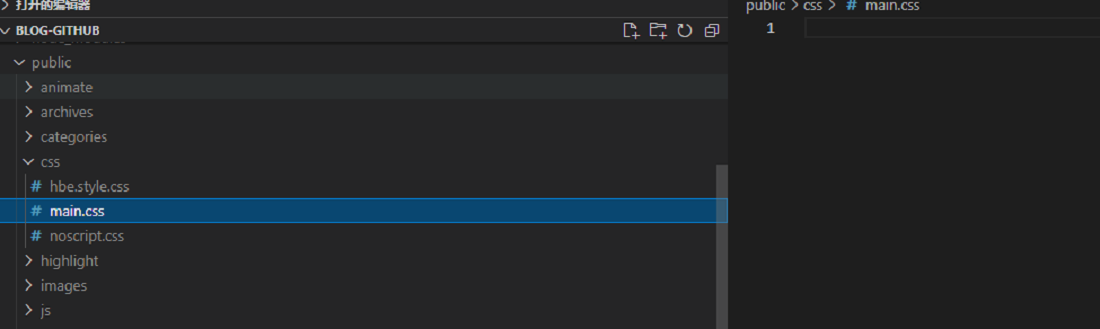 打开的编辑器
BLOG-GITHUB
public
animate
archives
categories
css
# hbe.style.css
# main.css
# noscript.css
highlight
images
js
public > css > # main.css
1